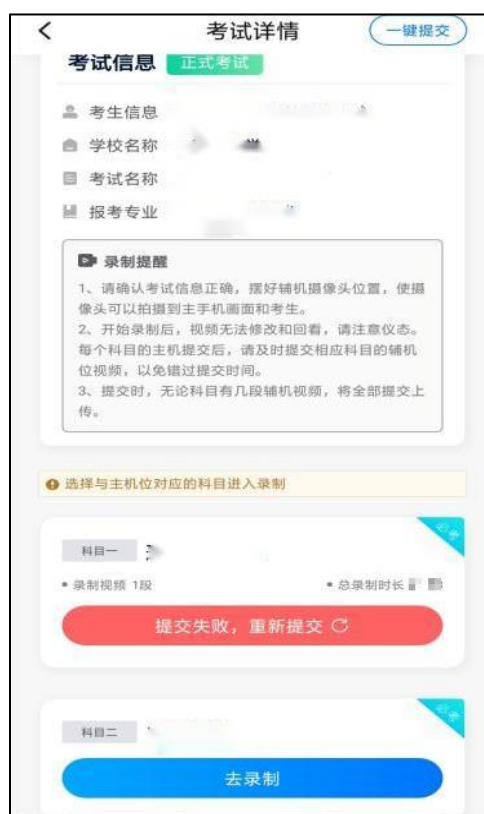 考试详情
一键提交
考试信息 正式考试
考生信息
学校名称
考试名称
报考专业
录制提醒
1、请确认考试信息正确，摆好辅机摄像头位置，使摄
像头可以拍摄到主手机画面和考生。
2、开始录制后，视频无法修改和回看，请注意仪态。
每个科目的主机提交后，请及时提交相应科目的辅机
位视频，以免错过提交时间。
3、提交时，无论科目有几段辅机视频，将全部提交上
传。
选择与主机位对应的科目进入录制
必考
科目一
录制视频 1段
总录制时长
提交失败，重新提交
必考
科目二
去录制